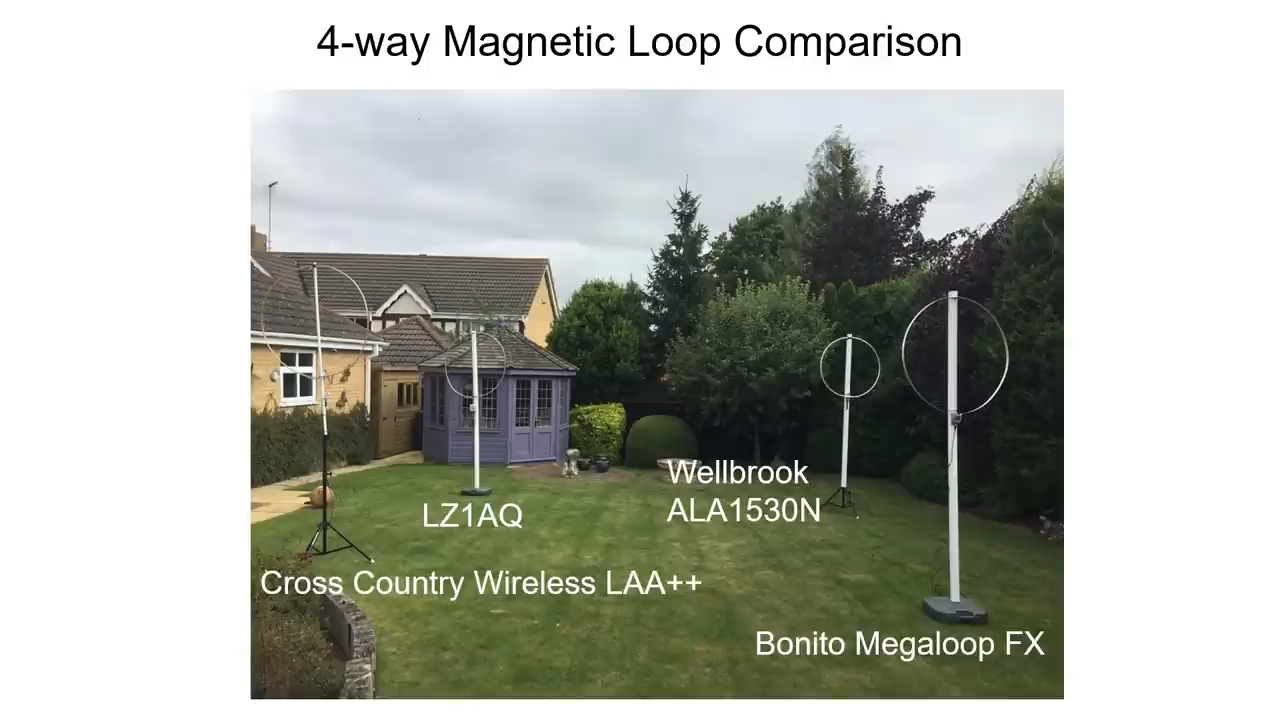 4-way Magnetic Loop Comparison
Wellbrook
ALA1530N
LZ1AQ
Cross Country Wireless LAA++
Bonito Megaloop FX